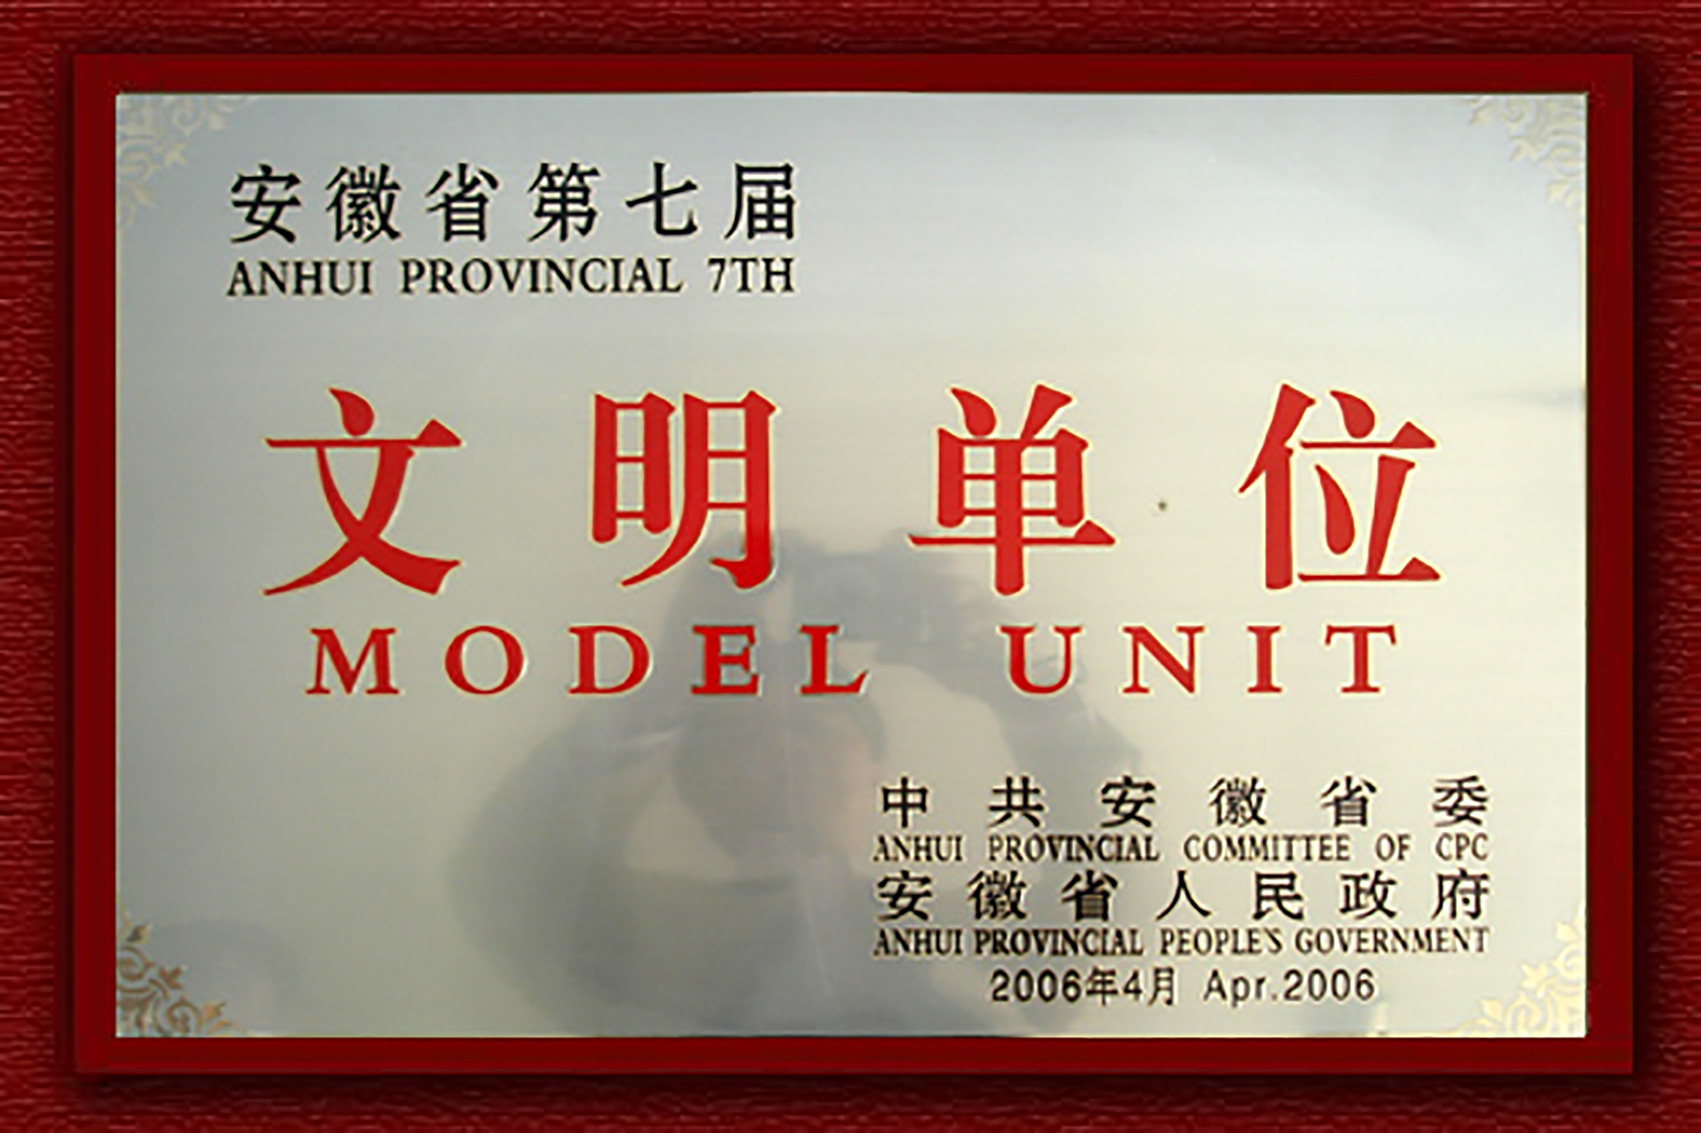 安徽省第七届
ANHUI PROVINCIAL 7TH
文明单位
MODEL UNIT
中共安徽省委
ANHUI PROVINCIAL COMMITTEE OF CPC
安徽省人民政府
ANHUI PROVINCIAL PEOPLE'S GOVERNMENT
2006年4月 Apr.2006